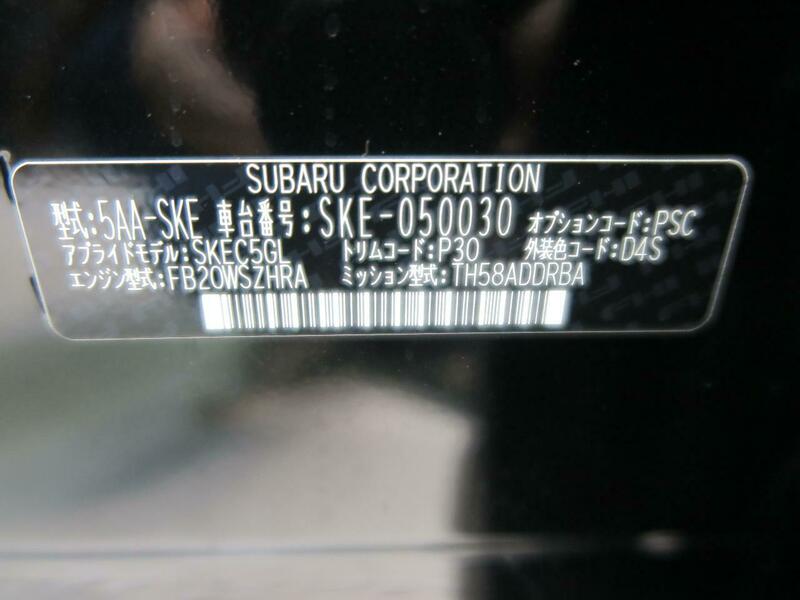 SUBARU CORPORATION
型式:5AA-SKE 車台番号:SKE-050030 オプションコード:PSC
アプライドモデル:SKEC5GL トリムコード:P30 外装色コード:D4S
エンジン型式:FB20WSZHRA ミッション型式:TH58ADDRBA